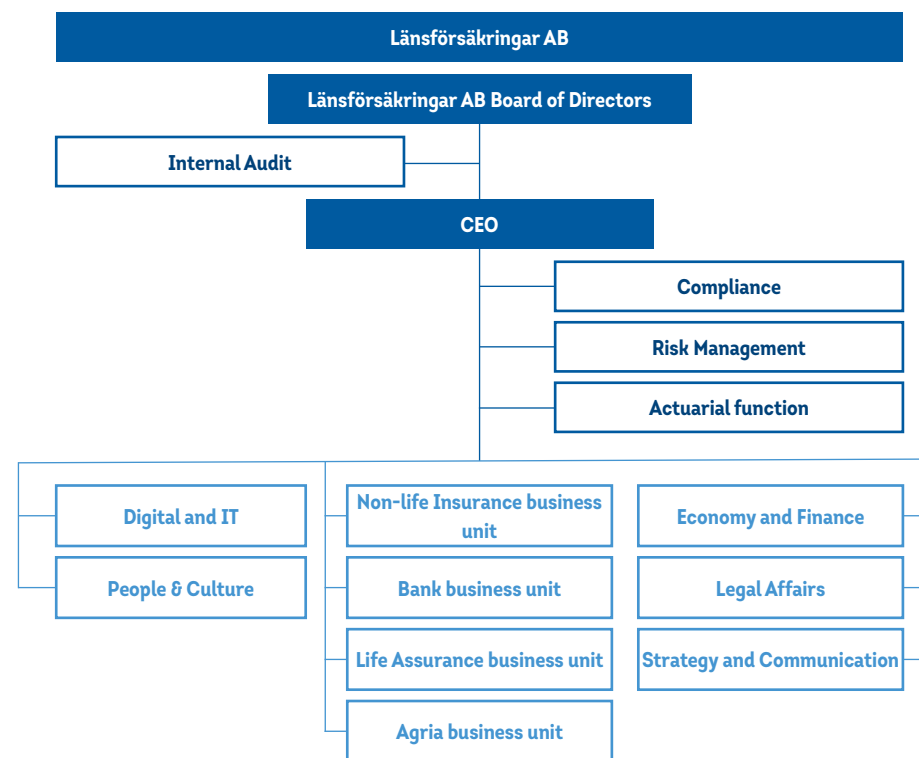 Länsförsäkringar AB
Länsförsäkringar AB Board of Directors
Internal Audit
CEO
Compliance
Risk Management
Actuarial function
Digital and IT
People & Culture
Non-life Insurance business
unit
Bank business unit
Life Assurance business unit
Agria business unit
Economy and Finance
Legal Affairs
Strategy and Communication